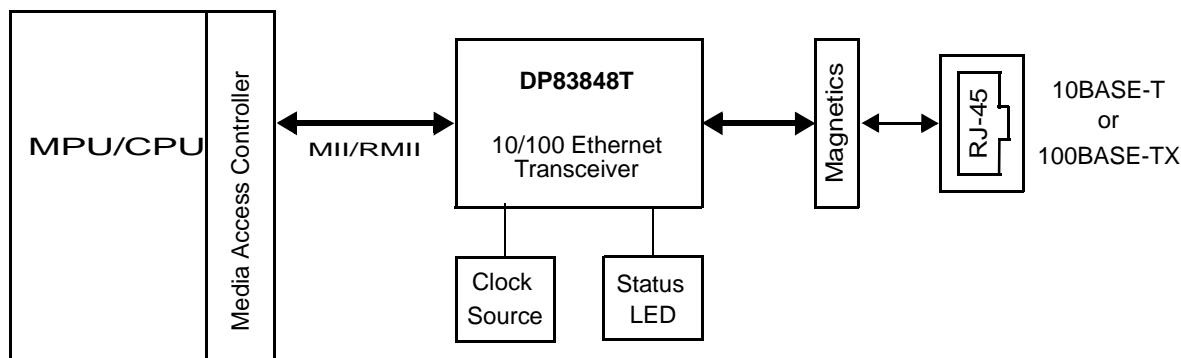 MPU/CPU
Media Access Controller
MII/RMII
DP83848T
10/100 Ethernet
Transceiver
Clock
Source
Status
LED
Magnetics
RJ-45
10BASE-T
or
100BASE-TX